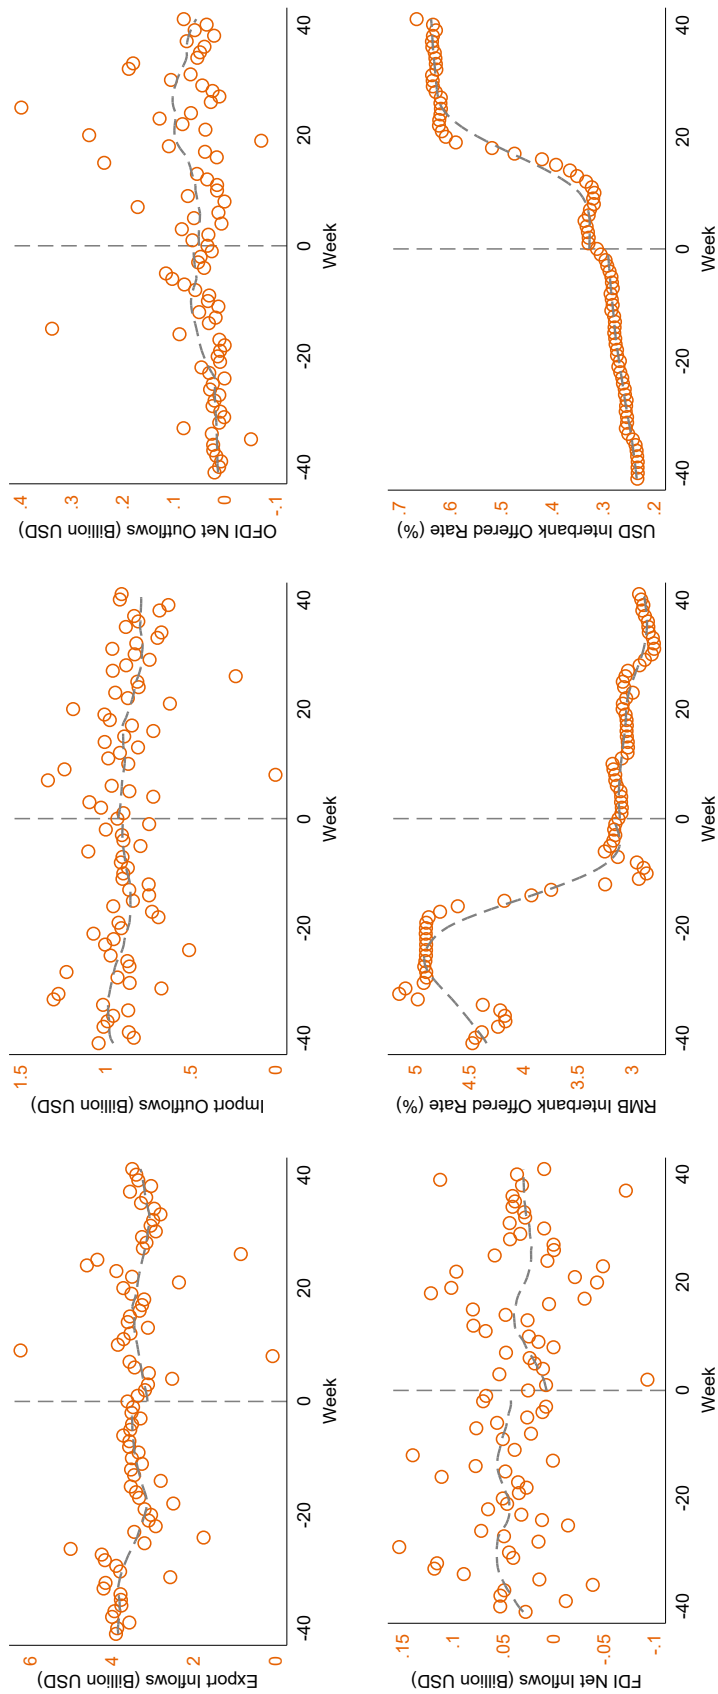 Export Inflows (Billion USD)
6
4
2
0
-40 -20 0 20 40
Week
Import Outflows (Billion USD)
1.5
1
.5
0
-40 -20 0 20 40
Week
OFDI Net Outflows (Billion USD)
.4
.3
.2
.1
0
-.1
-40 -20 0 20 40
Week
FDI Net Inflows (Billion USD)
.15
.1
.05
0
-.05
-.1
-40 -20 0 20 40
Week
RMB Interbank Offered Rate (%)
5
4.5
4
3.5
3
-40 -20 0 20 40
Week
USD Interbank Offered Rate (%)
.7
.6
.5
.4
.3
.2
-40 -20 0 20 40
Week